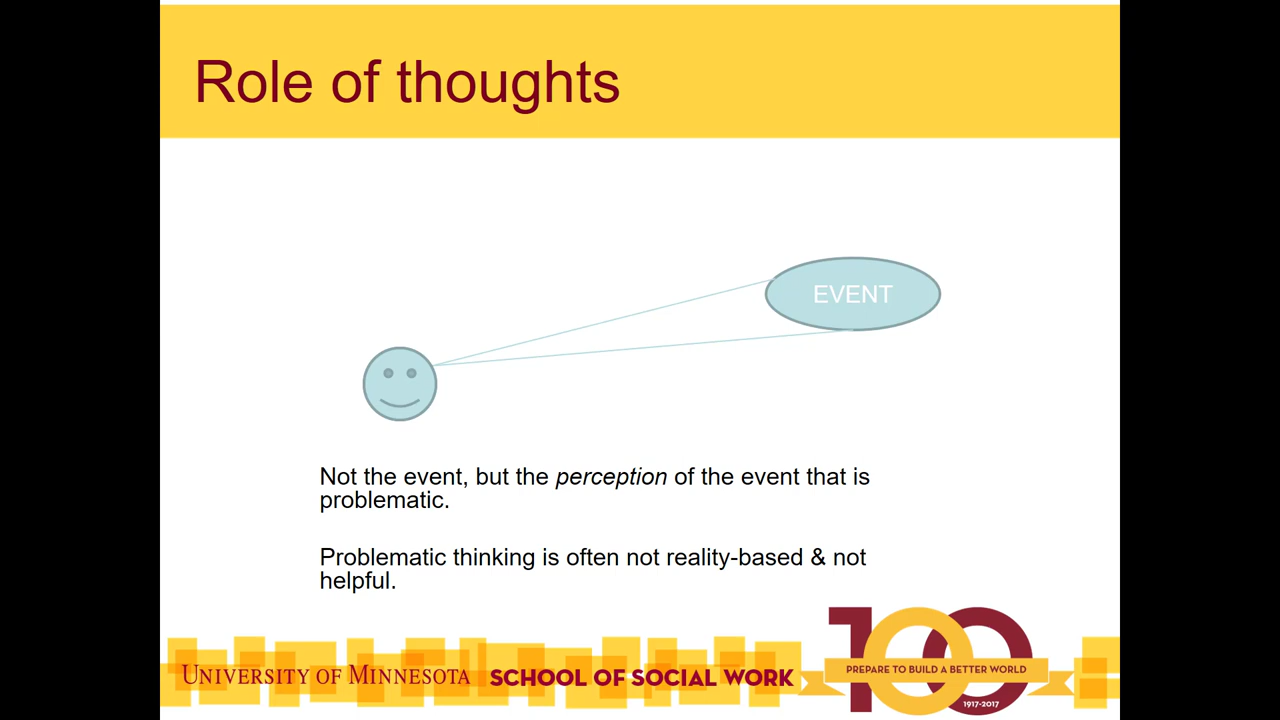 Role of thoughts
EVENT
Not the event, but the perception of the event that is
problematic.
Problematic thinking is often not reality-based & not
helpful.
100
PREPARE TO BUILD A BETTER WORLD
1917-2017
UNIVERSITY OF MINNESOTA SCHOOL OF SOCIAL WORK